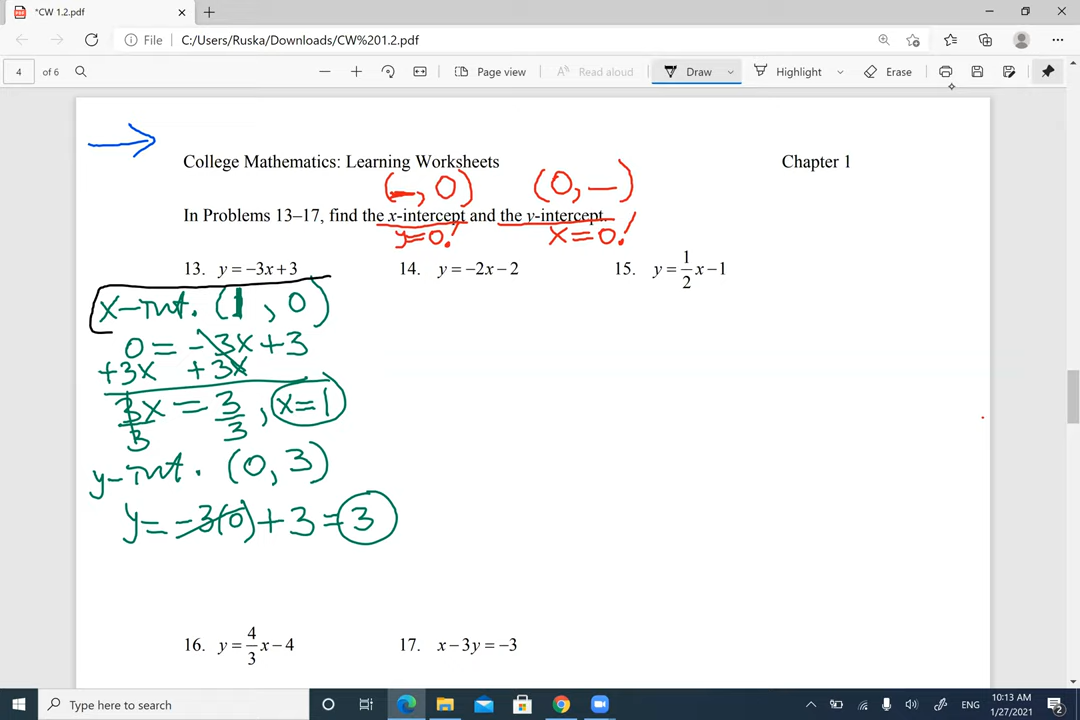 *CW 1.2.pdf
File C:/Users/Ruska/Downloads/CW%201.2.pdf
4 of 6 Page view Read aloud Draw Highlight Erase
College Mathematics: Learning Worksheets Chapter 1
(_, 0) (0, _)
In Problems 13–17, find the x-intercept and the y-intercept.
y=0! x=0!
13. y = −3x + 3 14. y = −2x − 2 15. y = 1/2 x − 1
x-int. (1, 0)
0 = -3x + 3
+3x +3x
3x/3 = 3/3, x=1
y-int. (0, 3)
y = -3(0) + 3 = 3
16. y = 4/3 x − 4 17. x − 3y = −3
Type here to search
ENG 10:13 AM
1/27/2021 2